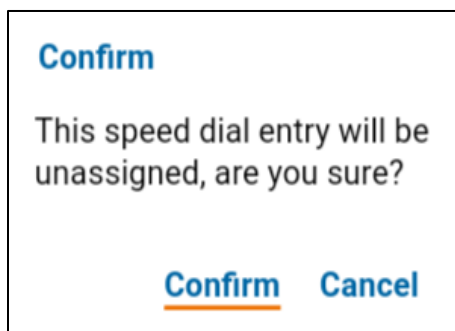 Confirm
This speed dial entry will be
unassigned, are you sure?
Confirm Cancel